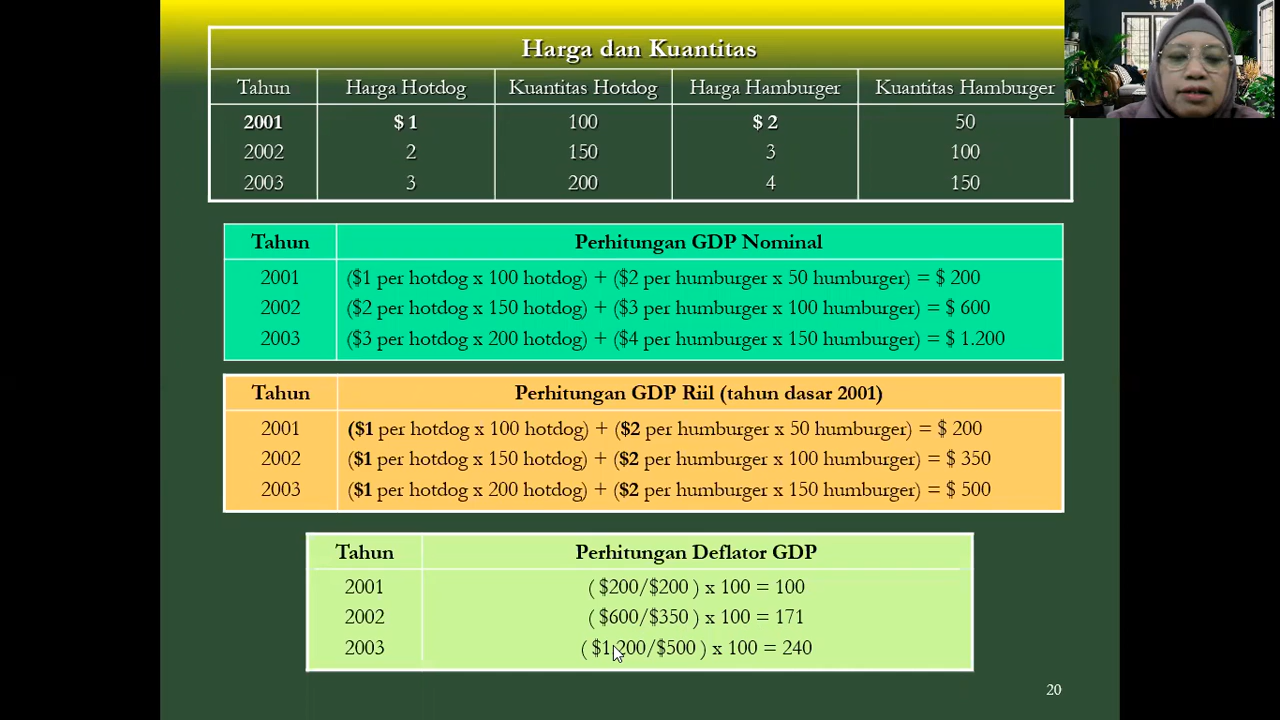 Harga dan Kuantitas
Tahun Harga Hotdog Kuantitas Hotdog Harga Hamburger Kuantitas Hamburger
2001 $ 1 100 $ 2 50
2002 2 150 3 100
2003 3 200 4 150
Tahun Perhitungan GDP Nominal
2001 ($1 per hotdog x 100 hotdog) + ($2 per humburger x 50 humburger) = $ 200
2002 ($2 per hotdog x 150 hotdog) + ($3 per humburger x 100 humburger) = $ 600
2003 ($3 per hotdog x 200 hotdog) + ($4 per humburger x 150 humburger) = $ 1.200
Tahun Perhitungan GDP Riil (tahun dasar 2001)
2001 ($1 per hotdog x 100 hotdog) + ($2 per humburger x 50 humburger) = $ 200
2002 ($1 per hotdog x 150 hotdog) + ($2 per humburger x 100 humburger) = $ 350
2003 ($1 per hotdog x 200 hotdog) + ($2 per humburger x 150 humburger) = $ 500
Tahun Perhitungan Deflator GDP
2001 ( $200/$200 ) x 100 = 100
2002 ( $600/$350 ) x 100 = 171
2003 ( $1.200/$500 ) x 100 = 240
20